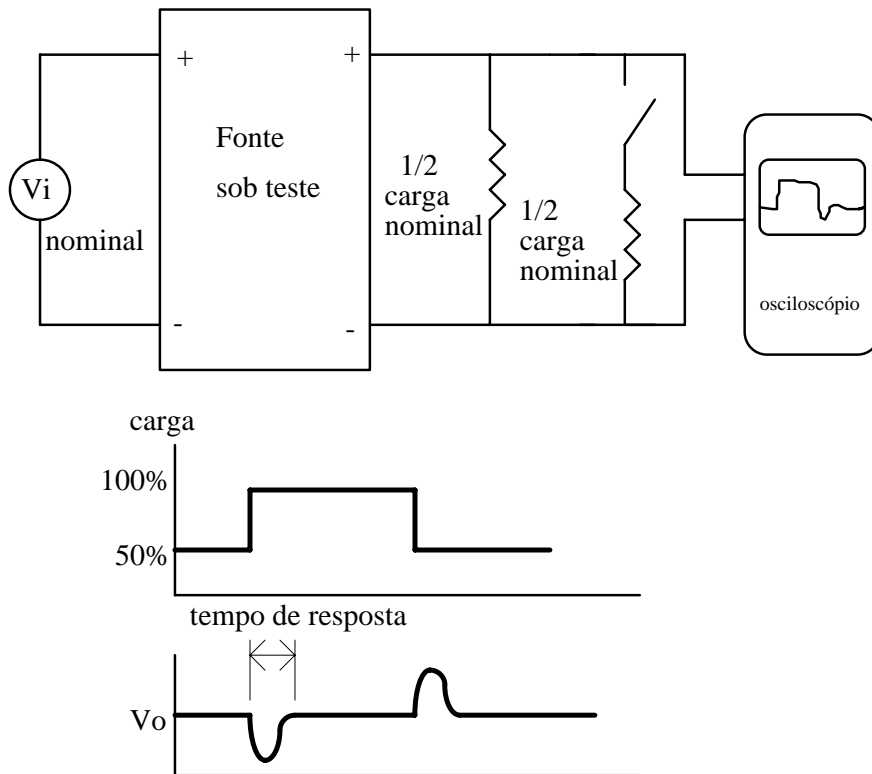 +
+
Fonte
sob teste
Vi
nominal
1/2
carga
nominal
1/2
carga
nominal
-
-
osciloscópio
carga
100%
50%
tempo de resposta
Vo